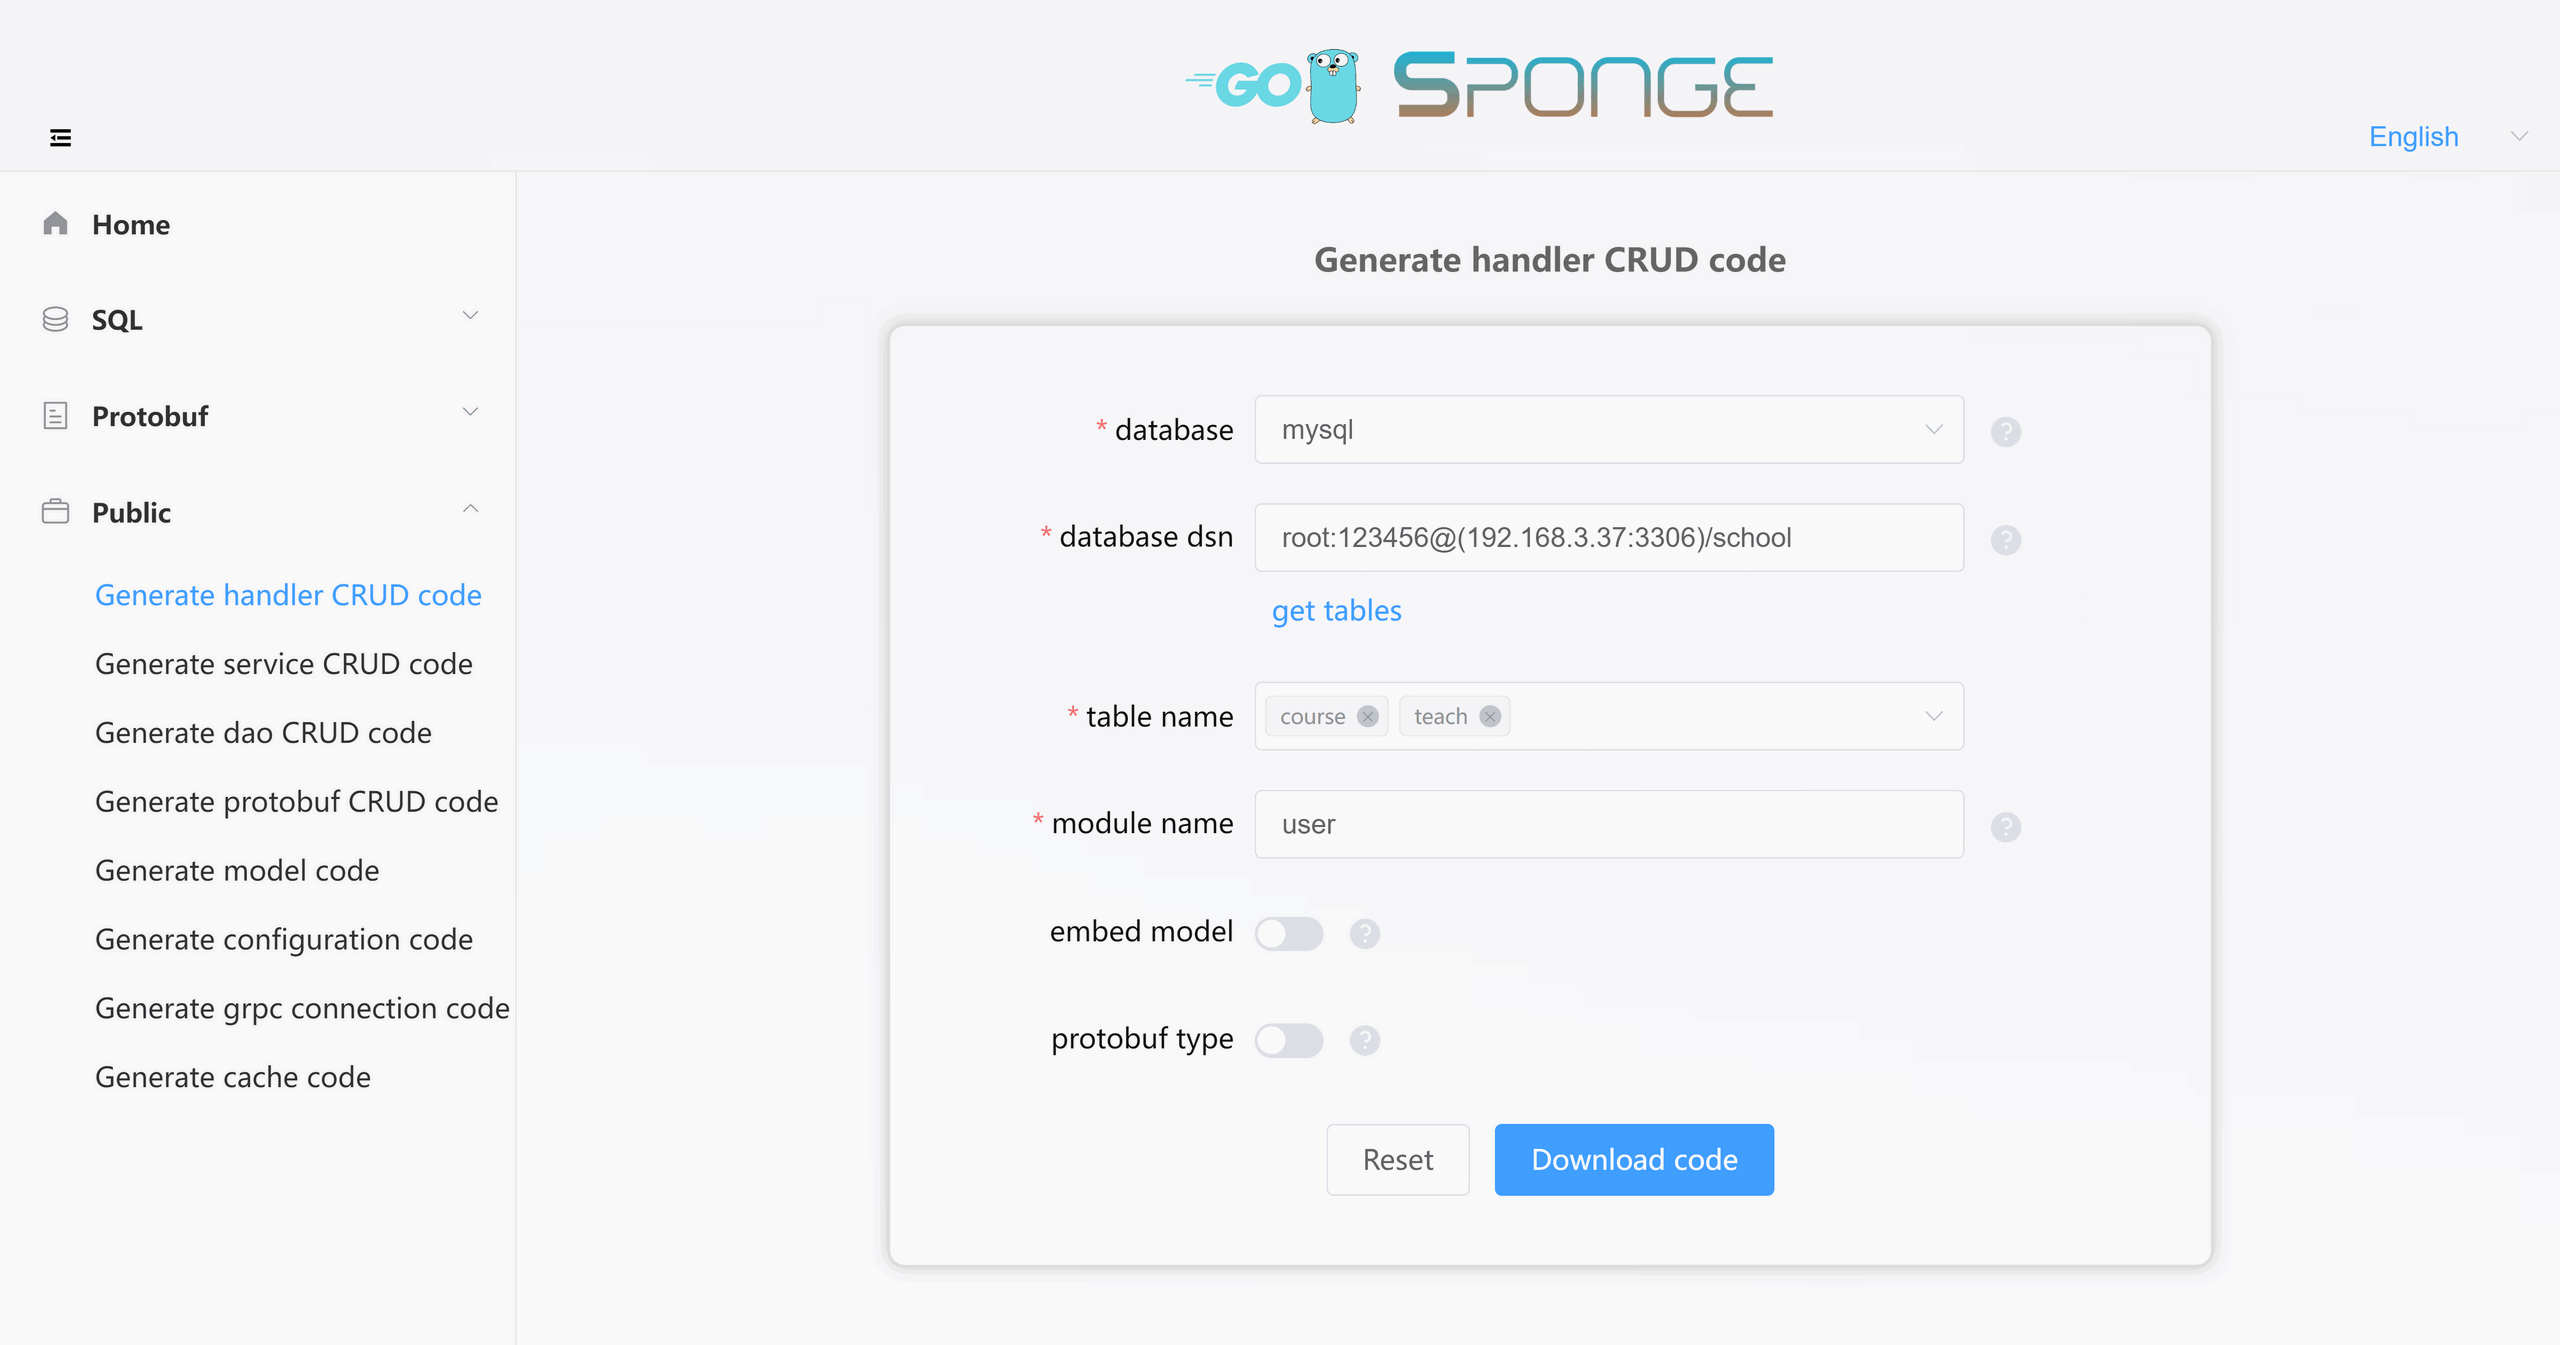 GO SPONGE
English
Home
SQL
Protobuf
Public
Generate handler CRUD code
Generate service CRUD code
Generate dao CRUD code
Generate protobuf CRUD code
Generate model code
Generate configuration code
Generate grpc connection code
Generate cache code
Generate handler CRUD code
* database mysql ?
* database dsn root:123456@(192.168.3.37:3306)/school ?
get tables
* table name course teach
* module name user ?
embed model ?
protobuf type ?
Reset Download code